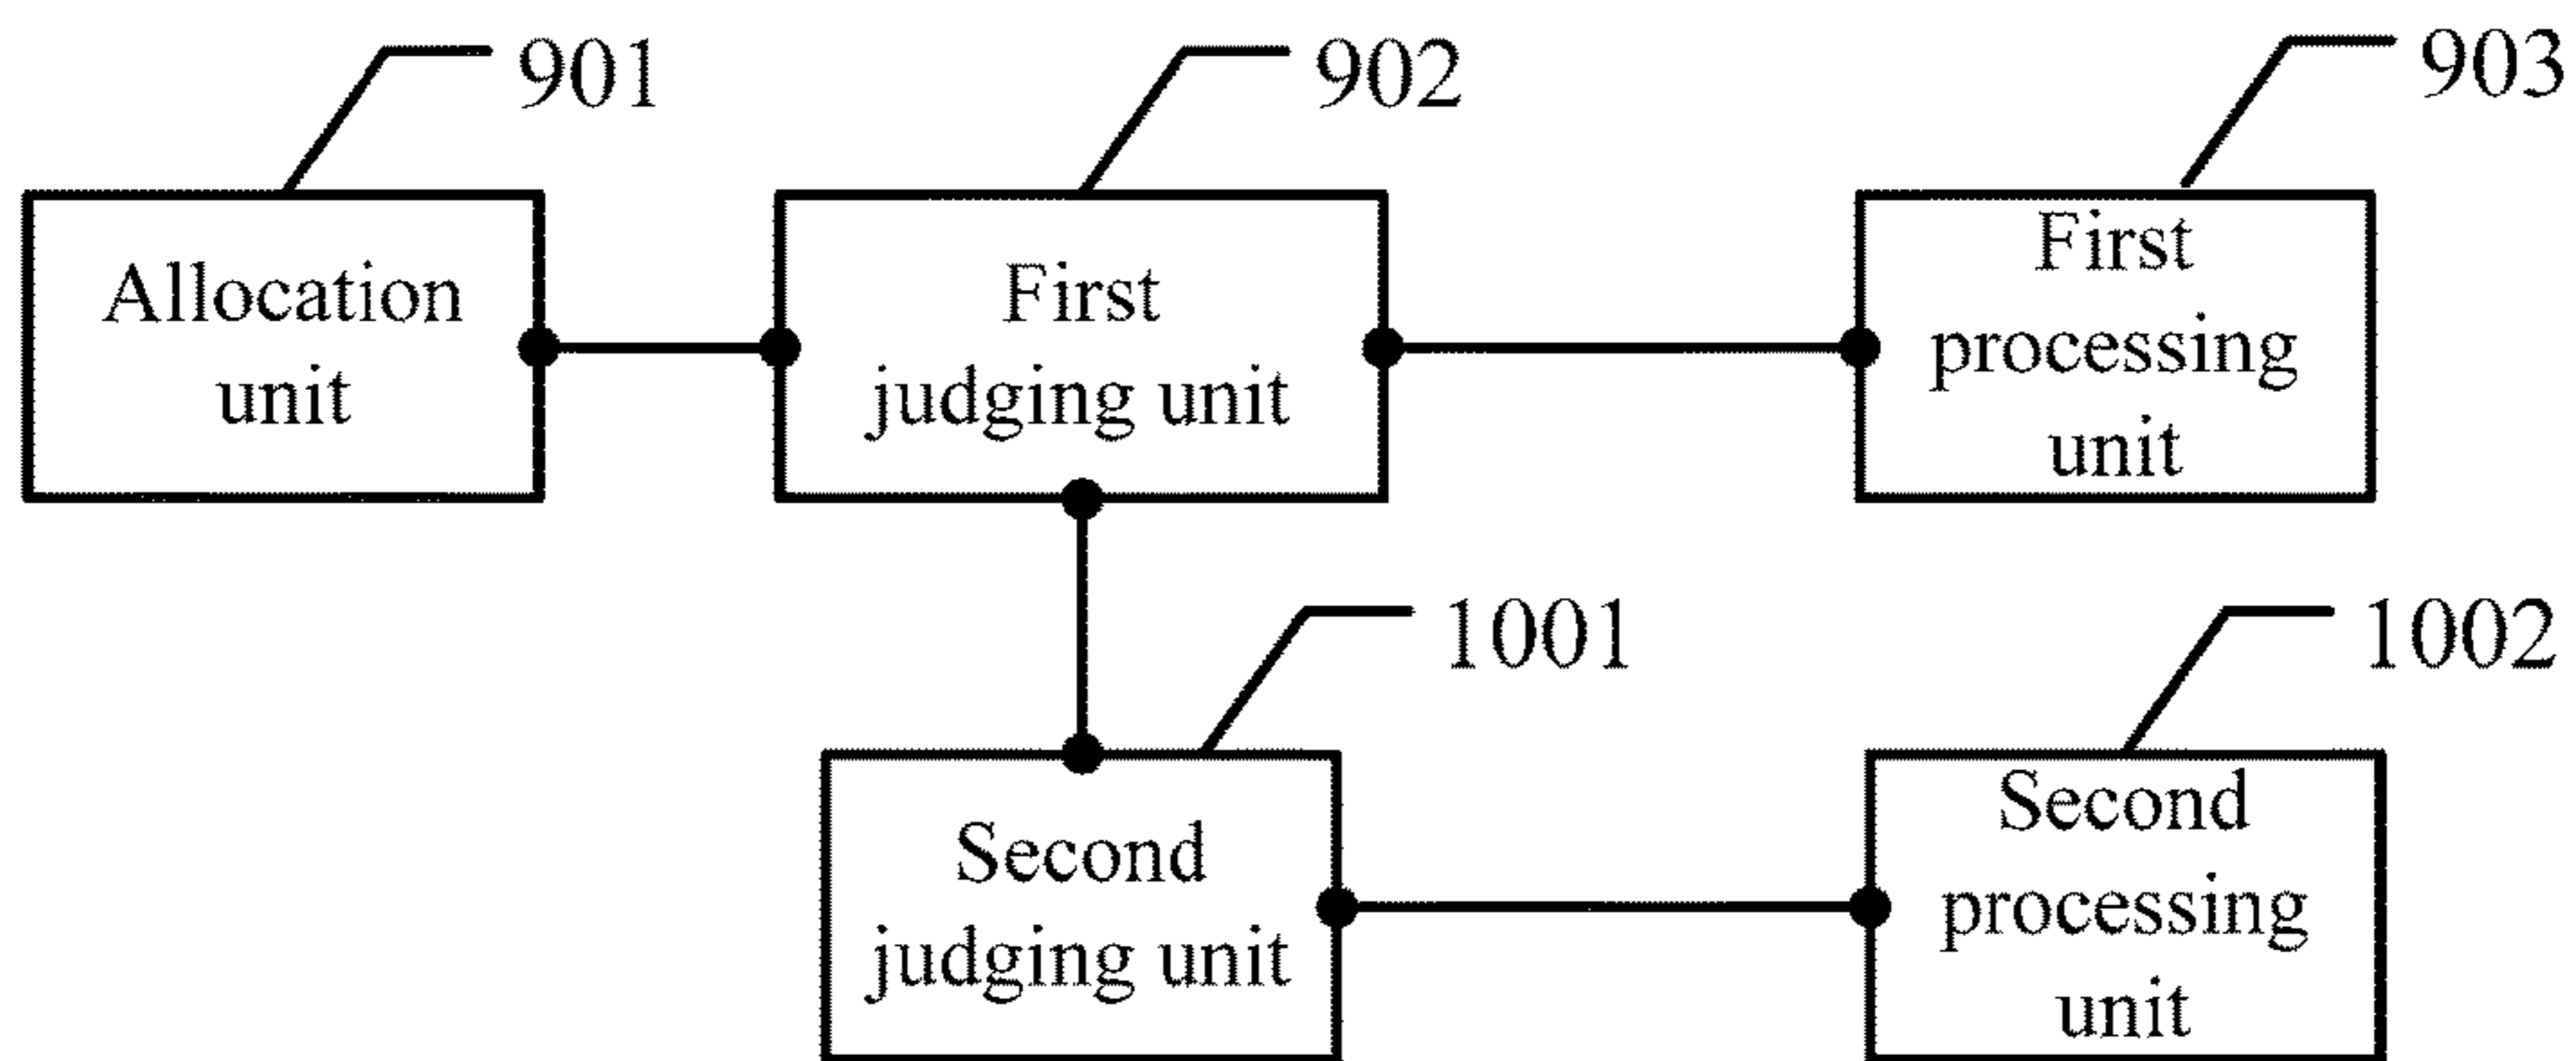 901
902
903
Allocation
unit
First
judging unit
First
processing
unit
1001
1002
Second
judging unit
Second
processing
unit